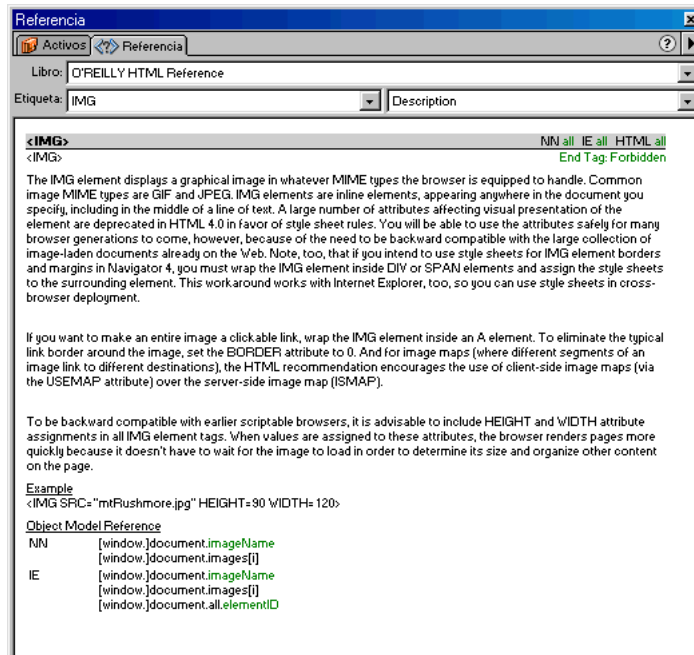 Referencia
Activos Referencia
Libro: O'REILLY HTML Reference
Etiqueta: IMG Description
<IMG> NN all IE all HTML all
<IMG> End Tag: Forbidden
The IMG element displays a graphical image in whatever MIME types the browser is equipped to handle. Common
image MIME types are GIF and JPEG. IMG elements are inline elements, appearing anywhere in the document you
specify, including in the middle of a line of text. A large number of attributes affecting visual presentation of the
element are deprecated in HTML 4.0 in favor of style sheet rules. You will be able to use the attributes safely for many
browser generations to come, however, because of the need to be backward compatible with the large collection of
image-laden documents already on the Web. Note, too, that if you intend to use style sheets for IMG element borders
and margins in Navigator 4, you must wrap the IMG element inside DIV or SPAN elements and assign the style sheets
to the surrounding element. This workaround works with Internet Explorer, too, so you can use style sheets in cross-
browser deployment.
If you want to make an entire image a clickable link, wrap the IMG element inside an A element. To eliminate the typical
link border around the image, set the BORDER attribute to 0. And for image maps (where different segments of an
image link to different destinations), the HTML recommendation encourages the use of client-side image maps (via
the USEMAP attribute) over the server-side image map (ISMAP).
To be backward compatible with earlier scriptable browsers, it is advisable to include HEIGHT and WIDTH attribute
assignments in all IMG element tags. When values are assigned to these attributes, the browser renders pages more
quickly because it doesn't have to wait for the image to load in order to determine its size and organize other content
on the page.
Example
<IMG SRC="mtRushmore.jpg" HEIGHT=90 WIDTH=120>
Object Model Reference
NN [window.]document.imageName
[window.]document.images[i]
IE [window.]document.imageName
[window.]document.images[i]
[window.]document.all.elementID